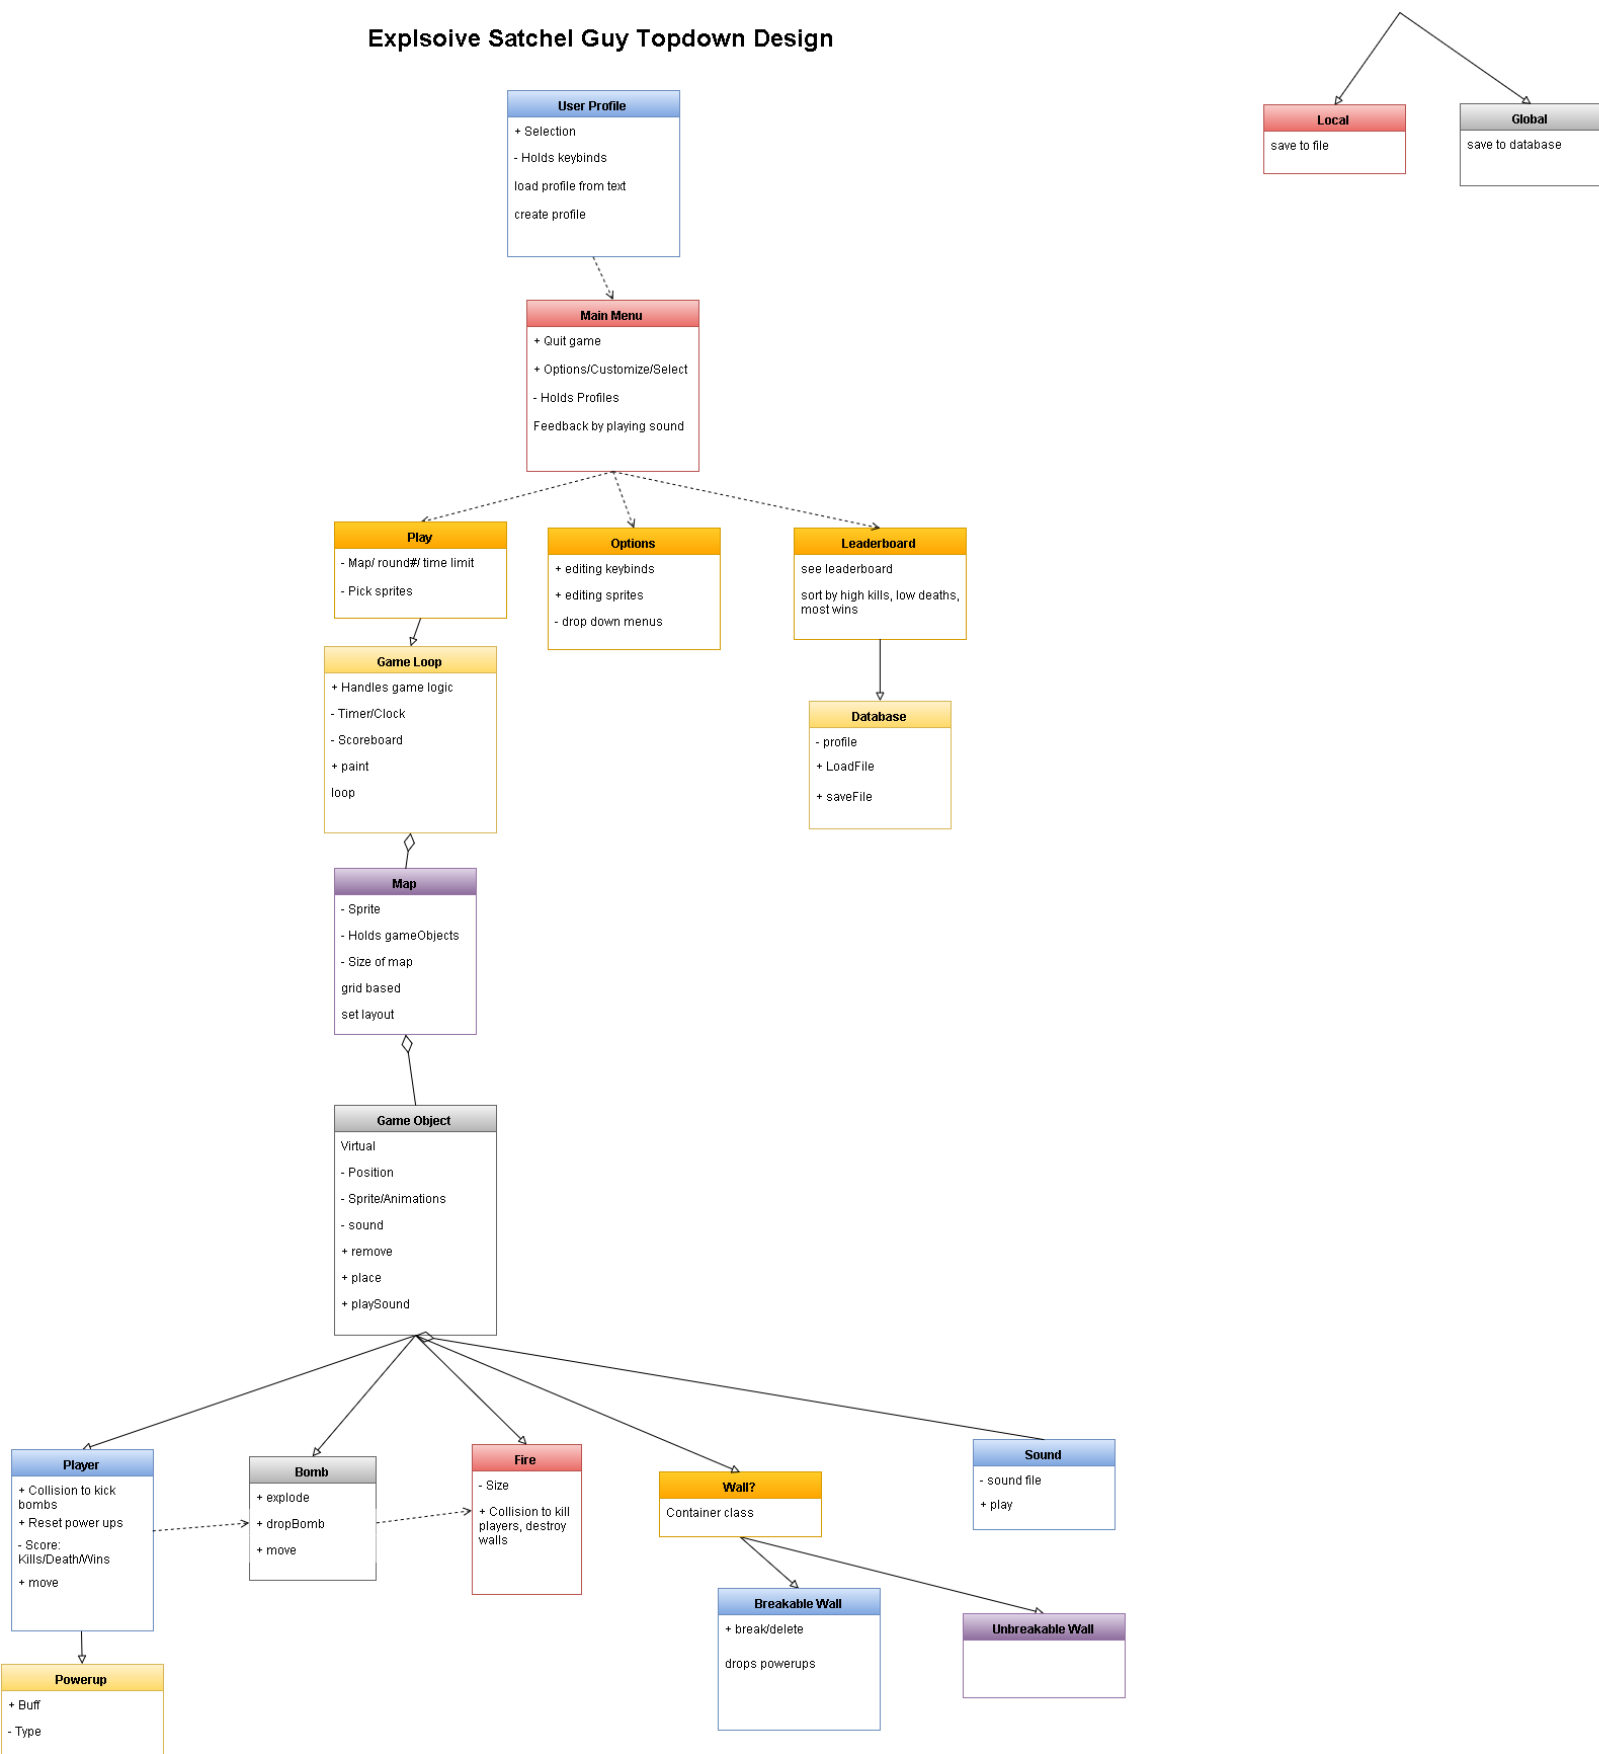 Explsoive Satchel Guy Topdown Design
Local
save to file
Global
save to database
User Profile
+ Selection
- Holds keybinds
load profile from text
create profile
Main Menu
+ Quit game
+ Options/Customize/Select
- Holds Profiles
Feedback by playing sound
Play
- Map/ round#/ time limit
- Pick sprites
Options
+ editing keybinds
+ editing sprites
- drop down menus
Leaderboard
see leaderboard
sort by high kills, low deaths,
most wins
Game Loop
+ Handles game logic
- Timer/Clock
- Scoreboard
+ paint
loop
Database
- profile
+ LoadFile
+ saveFile
Map
- Sprite
- Holds gameObjects
- Size of map
grid based
set layout
Game Object
Virtual
- Position
- Sprite/Animations
- sound
+ remove
+ place
+ playSound
Player
+ Collision to kick
bombs
+ Reset power ups
- Score:
Kills/Death/Wins
+ move
Bomb
+ explode
+ dropBomb
+ move
Fire
- Size
+ Collision to kill
players, destroy
walls
Wall?
Container class
Sound
- sound file
+ play
Breakable Wall
+ break/delete
drops powerups
Unbreakable Wall
Powerup
+ Buff
- Type